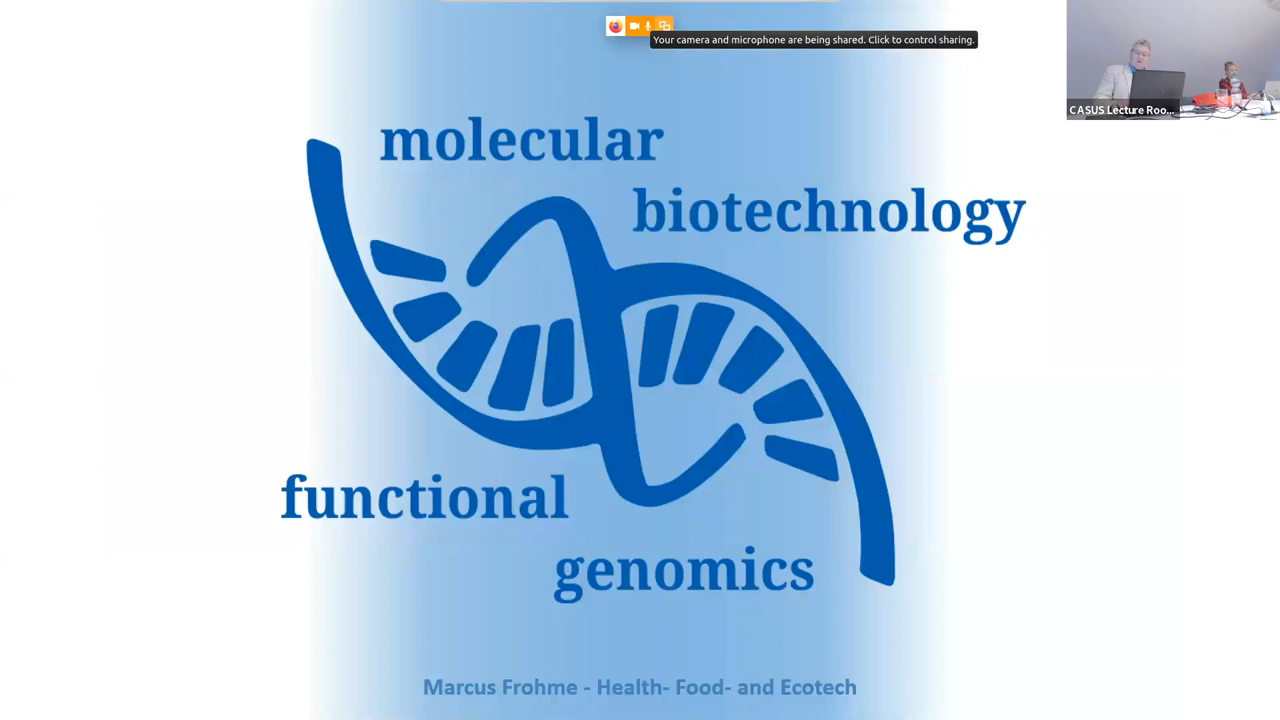 Your camera and microphone are being shared. Click to control sharing.
CASUS Lecture Roo...
molecular
biotechnology
functional
genomics
Marcus Frohme - Health- Food- and Ecotech